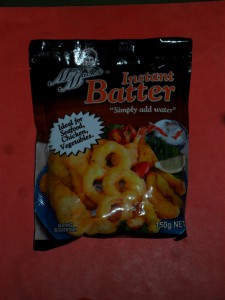 Instant
Batter
"Simply add water"
Ideal for
Seafood,
Chicken,
Vegetables.
150g NET